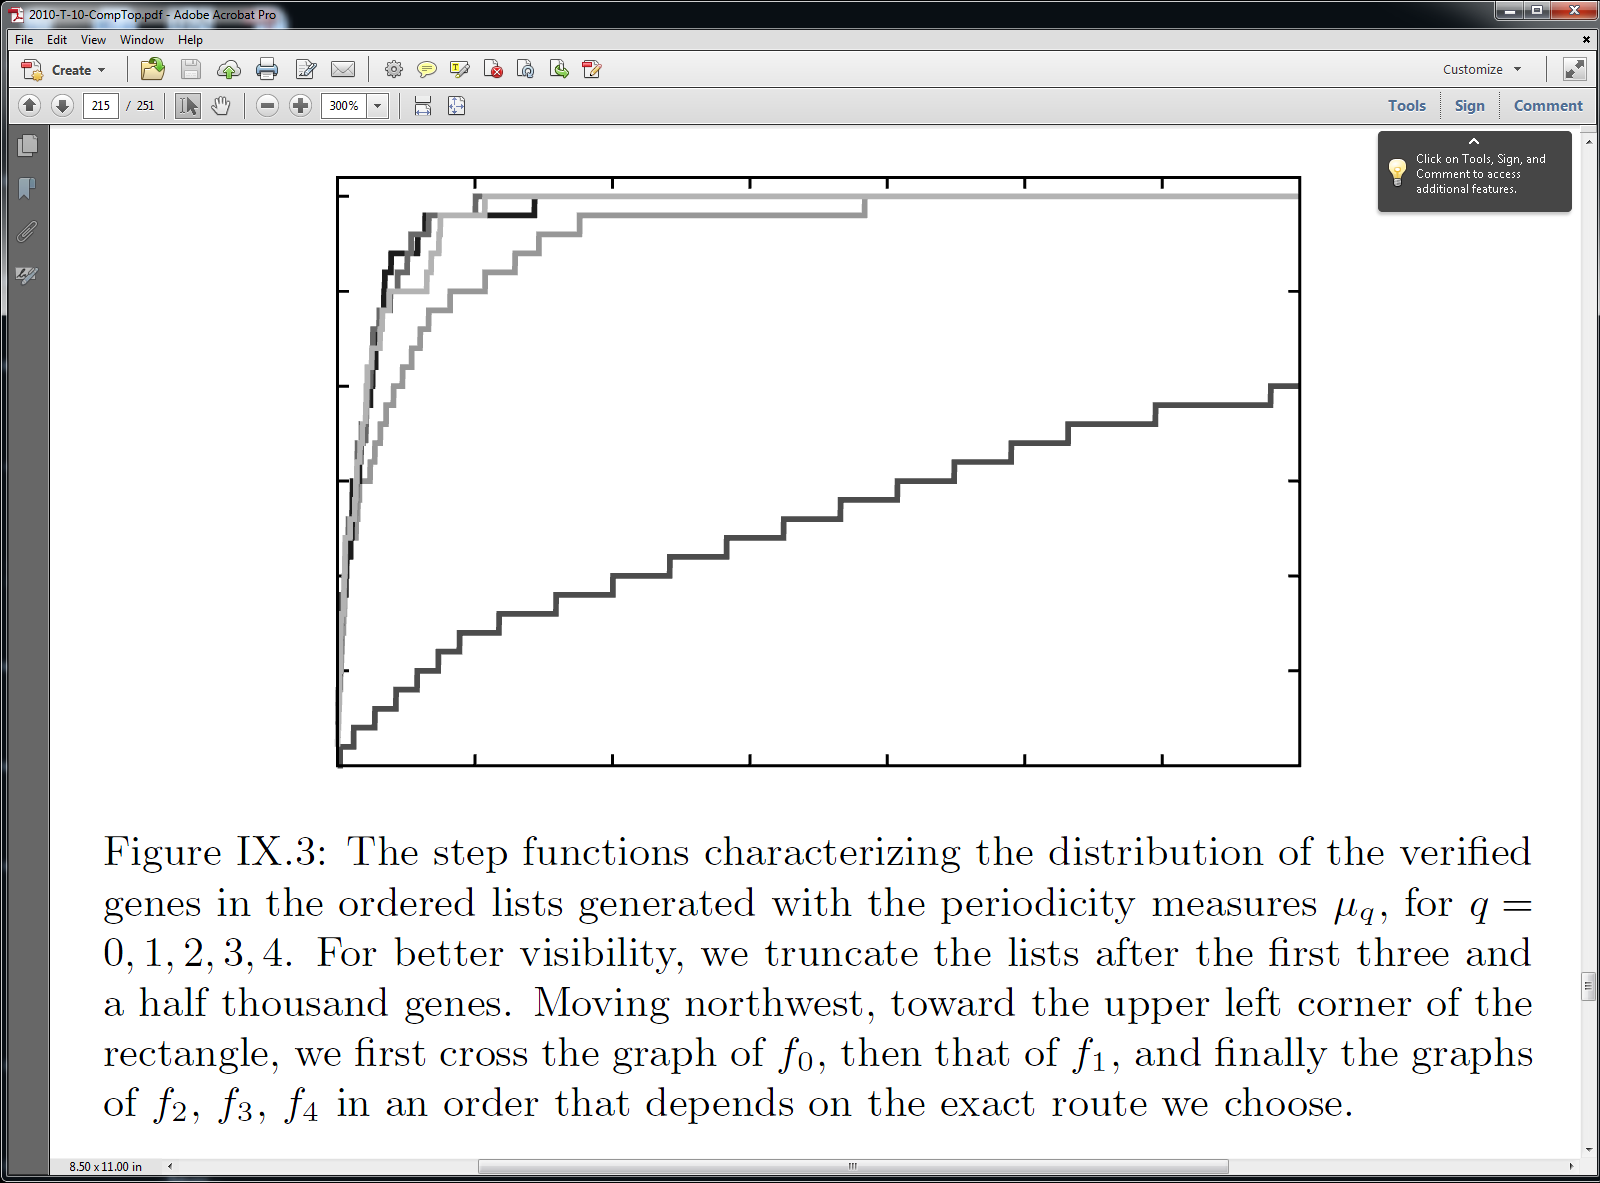 2010-T-10-CompTop.pdf - Adobe Acrobat Pro
File Edit View Window Help
Create
Customize
215 / 251
300%
Tools Sign Comment
Click on Tools, Sign, and
Comment to access
additional features.
Figure IX.3: The step functions characterizing the distribution of the verified
genes in the ordered lists generated with the periodicity measures μq, for q =
0, 1, 2, 3, 4. For better visibility, we truncate the lists after the first three and
a half thousand genes. Moving northwest, toward the upper left corner of the
rectangle, we first cross the graph of f0, then that of f1, and finally the graphs
of f2, f3, f4 in an order that depends on the exact route we choose.
8.50 x 11.00 in